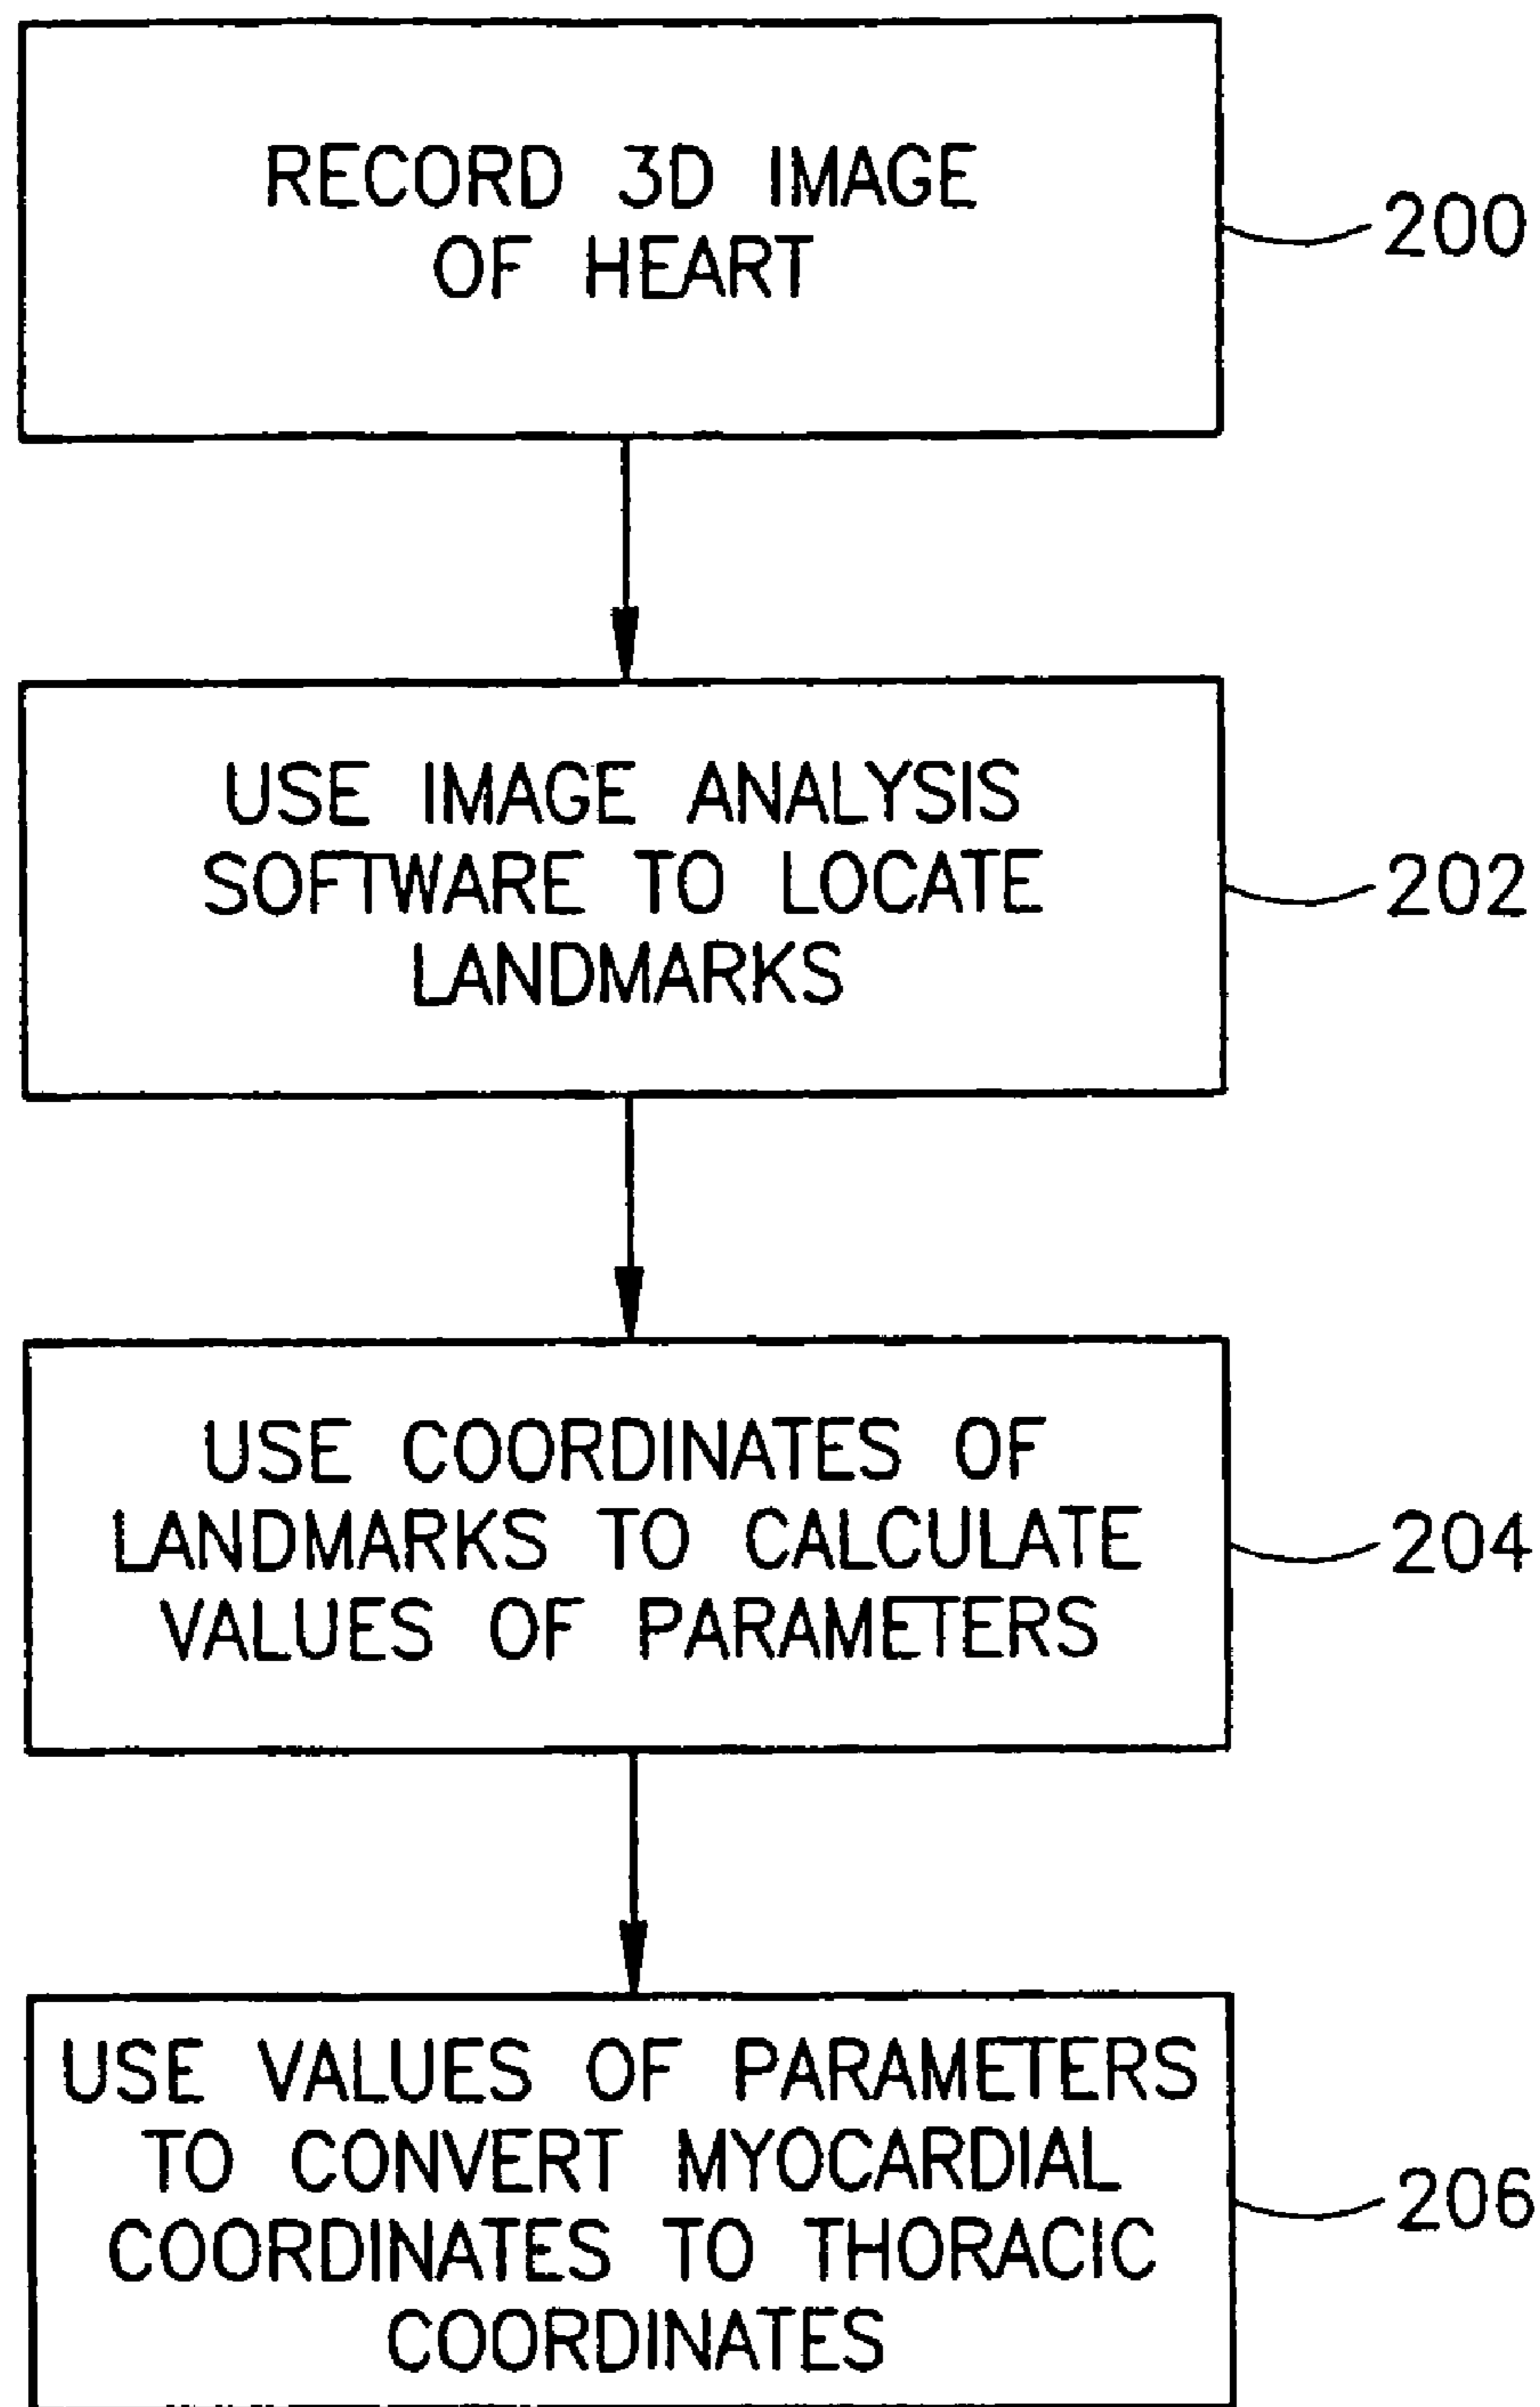 RECORD 3D IMAGE
OF HEART
200
USE IMAGE ANALYSIS
SOFTWARE TO LOCATE
LANDMARKS
202
USE COORDINATES OF
LANDMARKS TO CALCULATE
VALUES OF PARAMETERS
204
USE VALUES OF PARAMETERS
TO CONVERT MYOCARDIAL
COORDINATES TO THORACIC
COORDINATES
206